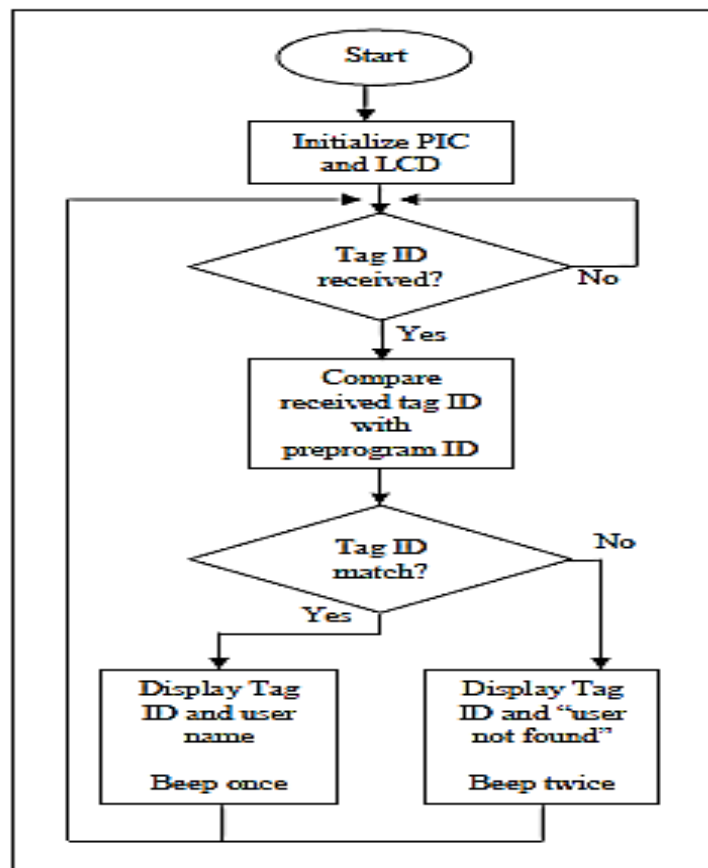 Start
Initialize PIC
and LCD
Tag ID
received?
No
Yes
Compare
received tag ID
with
preprogram ID
Tag ID
match?
No
Yes
Display Tag
ID and user
name
Beep once
Display Tag
ID and “user
not found”
Beep twice